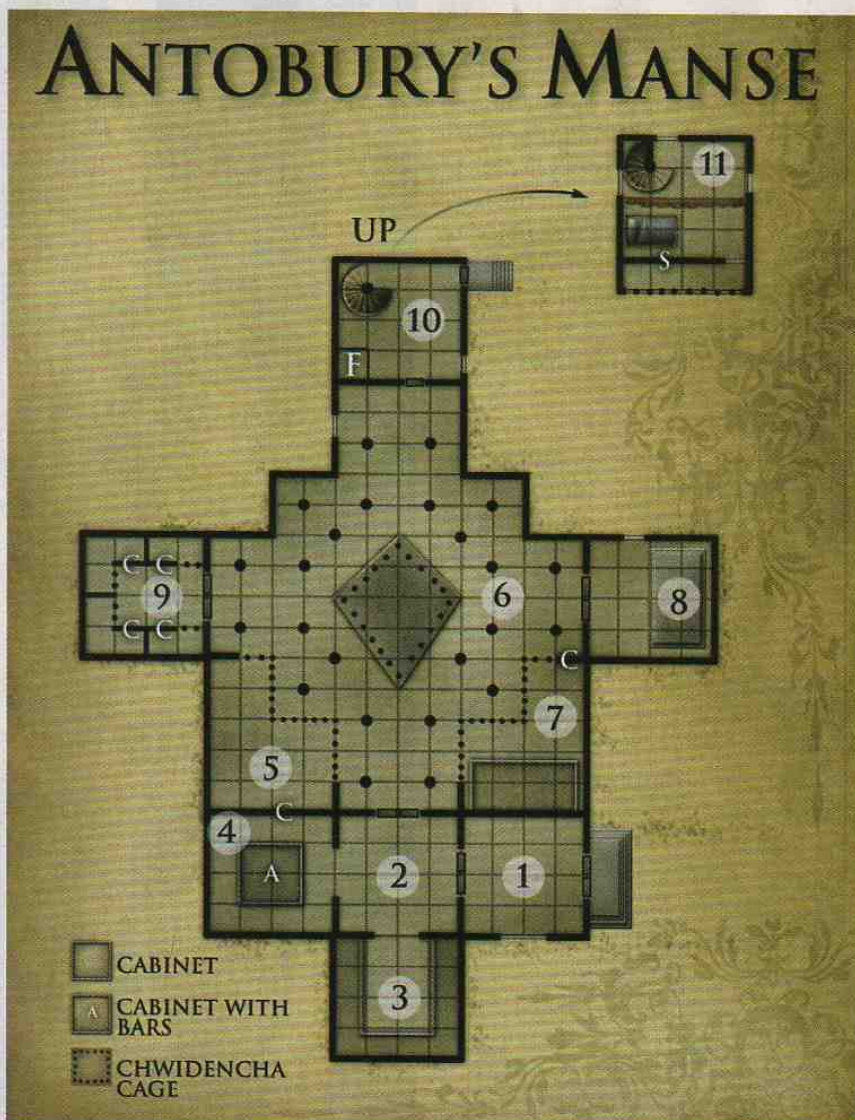 ANTOBURY'S MANSE
11
UP
S
10
F
C C
6
9
8
C C
C
7
5
C
4
A
2
1
CABINET
3
A CABINET WITH
BARS
CHWIDENCHA
CAGE